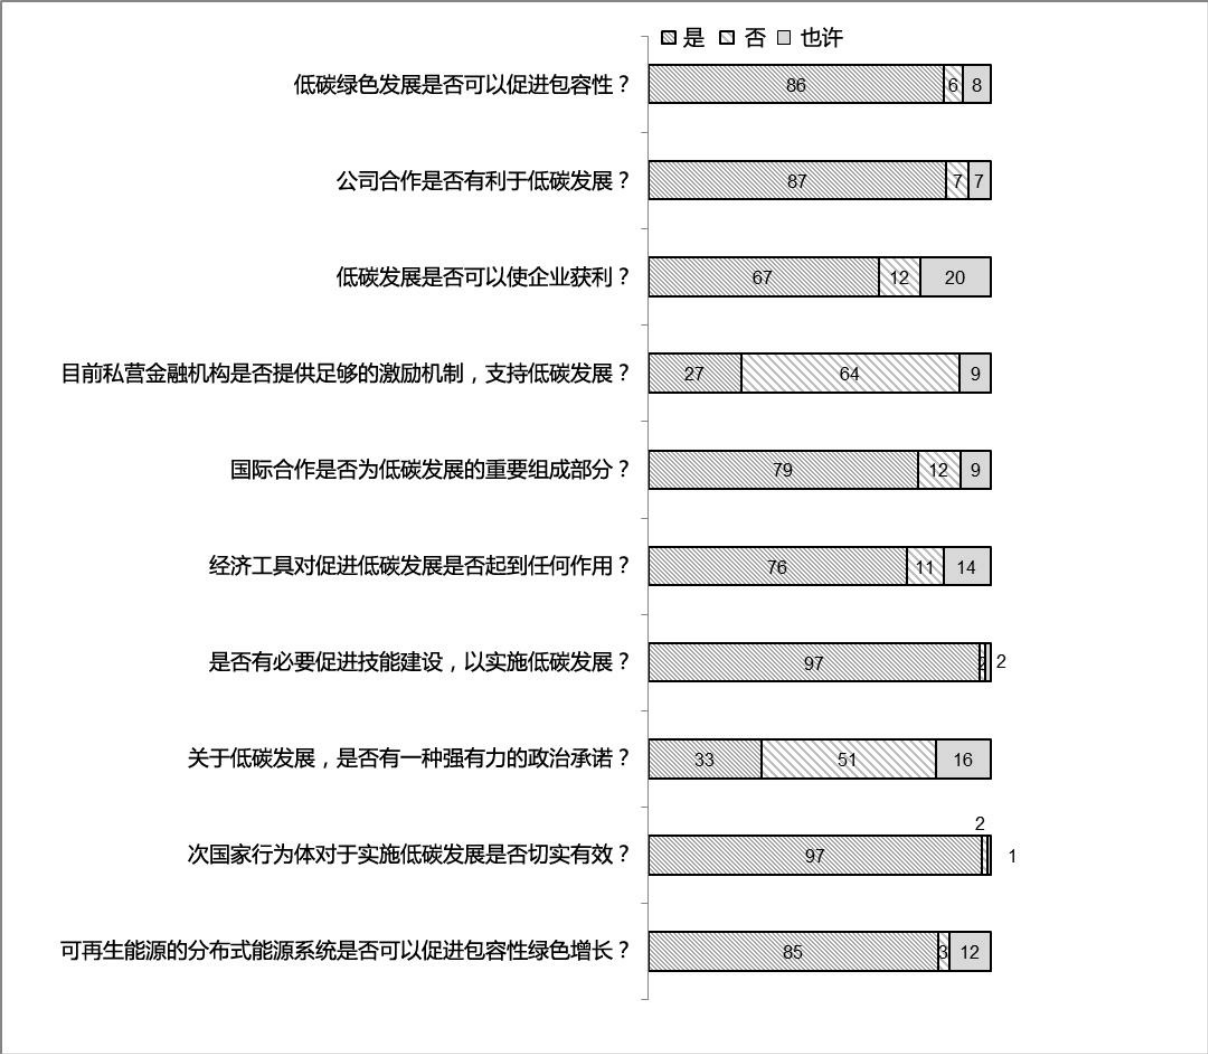 是 否 也许
低碳绿色发展是否可以促进包容性？ 86 6 8
公司合作是否有利于低碳发展？ 87 7 7
低碳发展是否可以使企业获利？ 67 12 20
目前私营金融机构是否提供足够的激励机制，支持低碳发展？ 27 64 9
国际合作是否为低碳发展的重要组成部分？ 79 12 9
经济工具对促进低碳发展是否起到任何作用？ 76 11 14
是否有必要促进技能建设，以实施低碳发展？ 97 2 2
关于低碳发展，是否有一种强有力的政治承诺？ 33 51 16
次国家行为体对于实施低碳发展是否切实有效？ 97 2 1
可再生能源的分布式能源系统是否可以促进包容性绿色增长？ 85 3 12